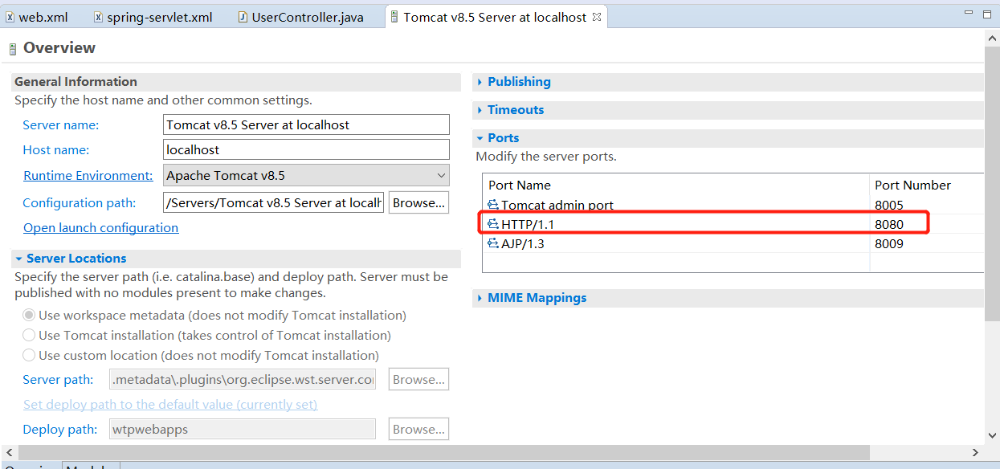 web.xml
spring-servlet.xml
UserController.java
Tomcat v8.5 Server at localhost
Overview
General Information
Specify the host name and other common settings.
Server name:
Tomcat v8.5 Server at localhost
Host name:
localhost
Runtime Environment:
Apache Tomcat v8.5
Configuration path:
/Servers/Tomcat v8.5 Server at localh
Browse...
Open launch configuration
Server Locations
Specify the server path (i.e. catalina.base) and deploy path. Server must be
published with no modules present to make changes.
Use workspace metadata (does not modify Tomcat installation)
Use Tomcat installation (takes control of Tomcat installation)
Use custom location (does not modify Tomcat installation)
Server path:
.metadata\.plugins\org.eclipse.wst.server.co
Browse...
Set deploy path to the default value (currently set)
Deploy path:
wtpwebapps
Browse...
Publishing
Timeouts
Ports
Modify the server ports.
Port Name
Port Number
Tomcat admin port
8005
HTTP/1.1
8080
AJP/1.3
8009
MIME Mappings